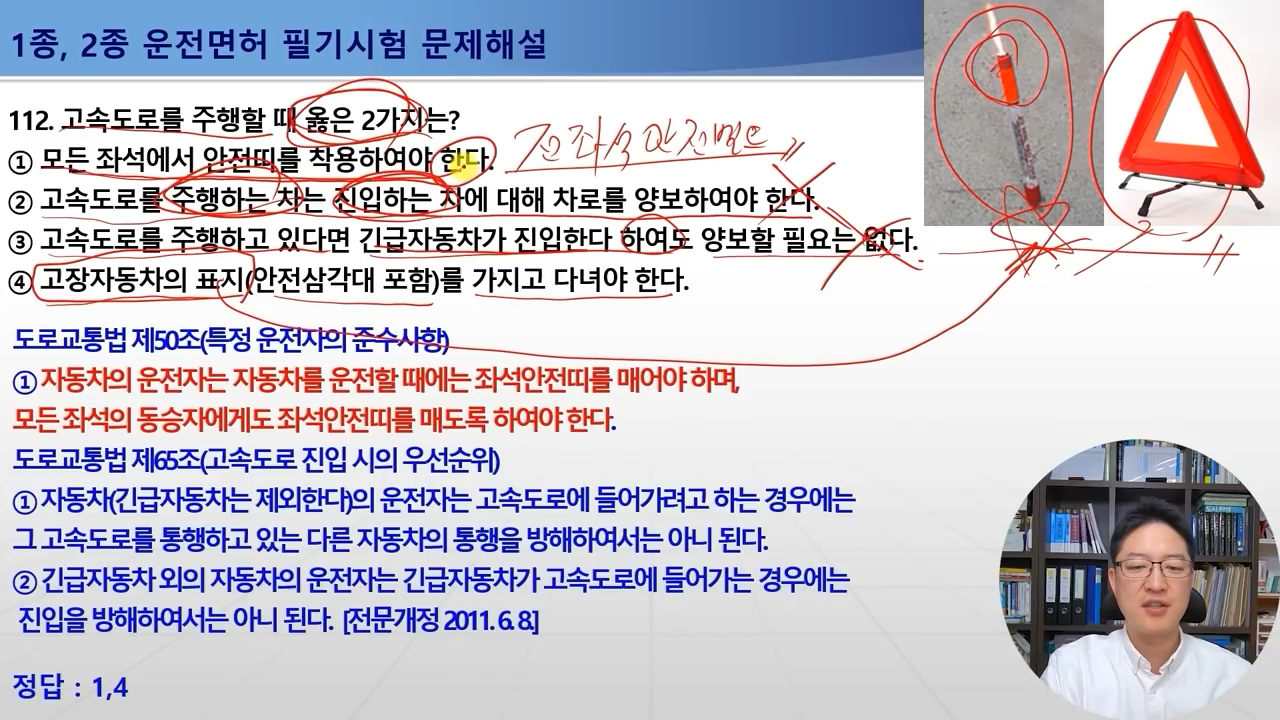 1종, 2종 운전면허 필기시험 문제해설
112. 고속도로를 주행할 때 옳은 2가지는?
① 모든 좌석에서 안전띠를 착용하여야 한다.
전좌석 안전벨트
② 고속도로를 주행하는 차는 진입하는 차에 대해 차로를 양보하여야 한다.
③ 고속도로를 주행하고 있다면 긴급자동차가 진입한다 하여도 양보할 필요는 없다.
④ 고장자동차의 표지(안전삼각대 포함)를 가지고 다녀야 한다.
도로교통법 제50조(특정 운전자의 준수사항)
① 자동차의 운전자는 자동차를 운전할 때에는 좌석안전띠를 매어야 하며,
모든 좌석의 동승자에게도 좌석안전띠를 매도록 하여야 한다.
도로교통법 제65조(고속도로 진입 시의 우선순위)
① 자동차(긴급자동차는 제외한다)의 운전자는 고속도로에 들어가려고 하는 경우에는
그 고속도로를 통행하고 있는 다른 자동차의 통행을 방해하여서는 아니 된다.
② 긴급자동차 외의 자동차의 운전자는 긴급자동차가 고속도로에 들어가는 경우에는
진입을 방해하여서는 아니 된다. [전문개정 2011. 6. 8.]
정답 : 1,4